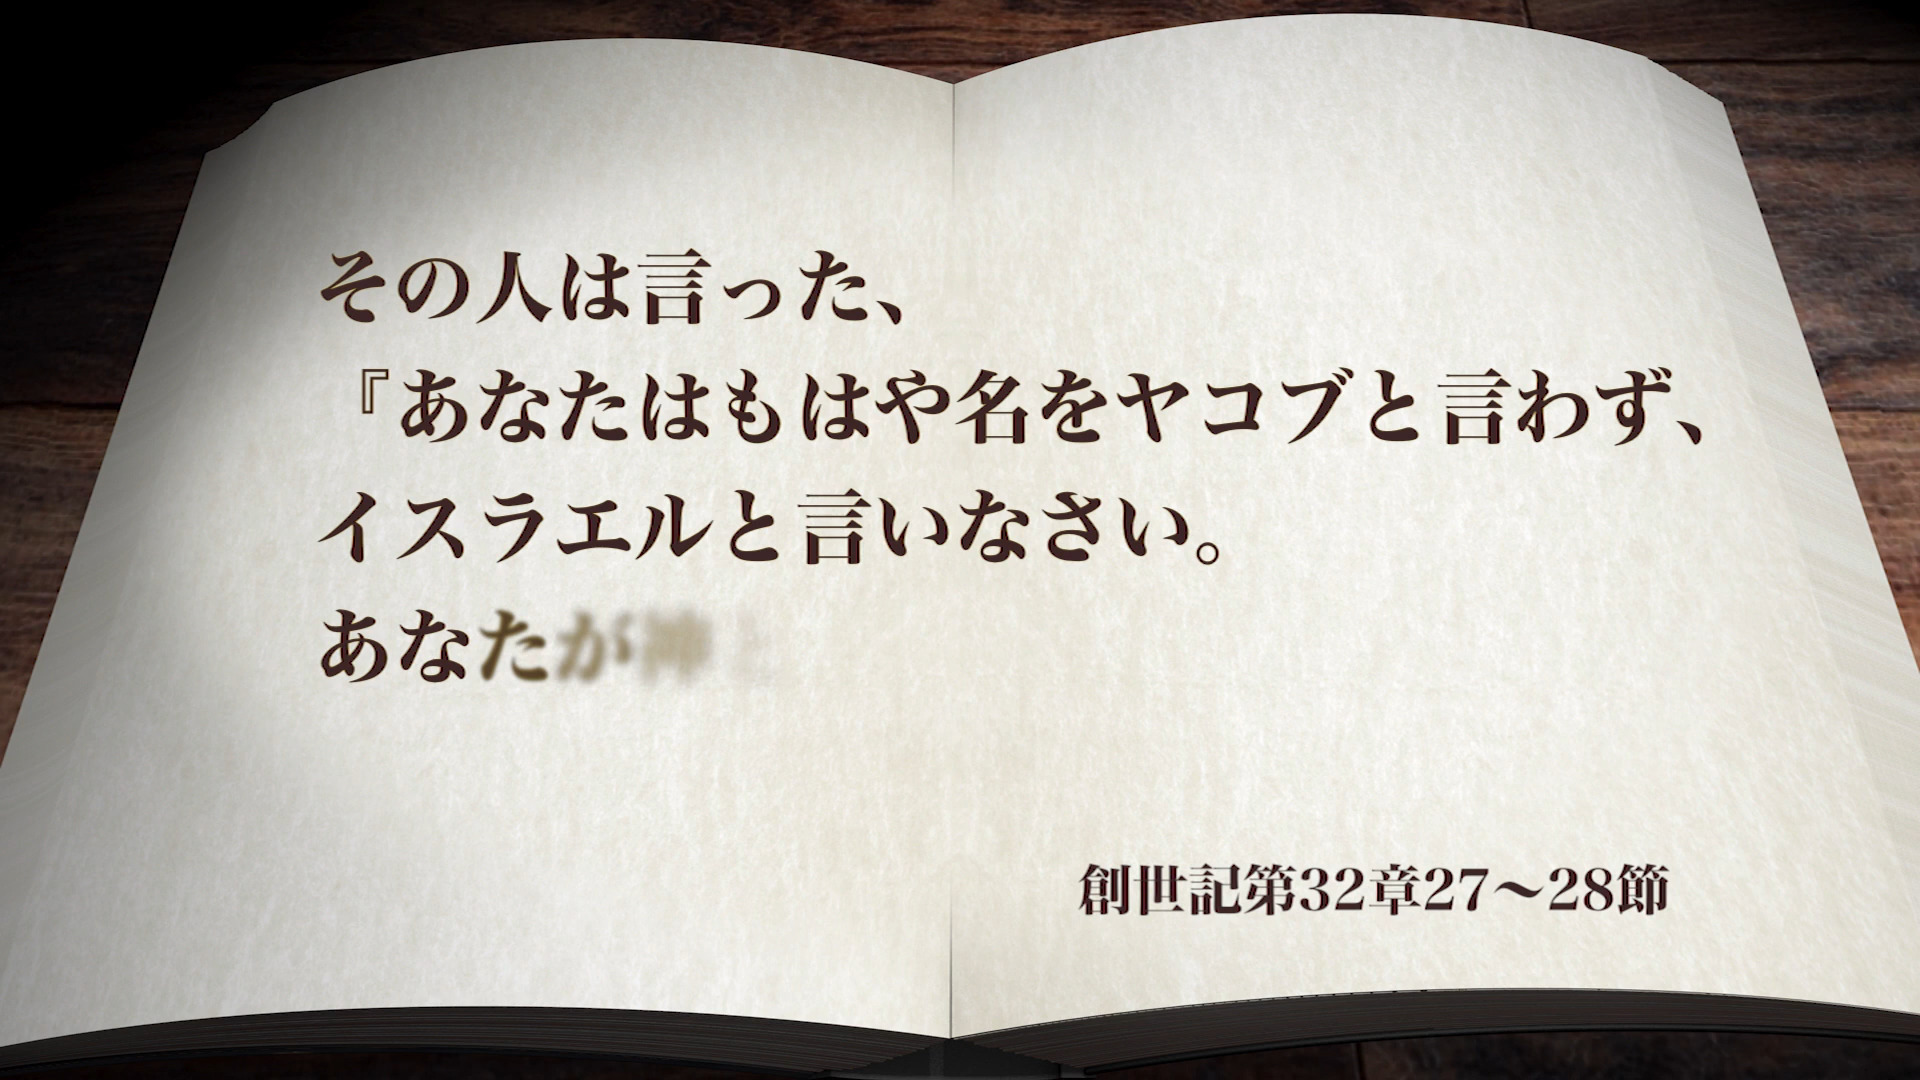 その人は言った、
『あなたはもはや名をヤコブと言わず、
イスラエルと言いなさい。
あなたが神
創世記第32章27～28節